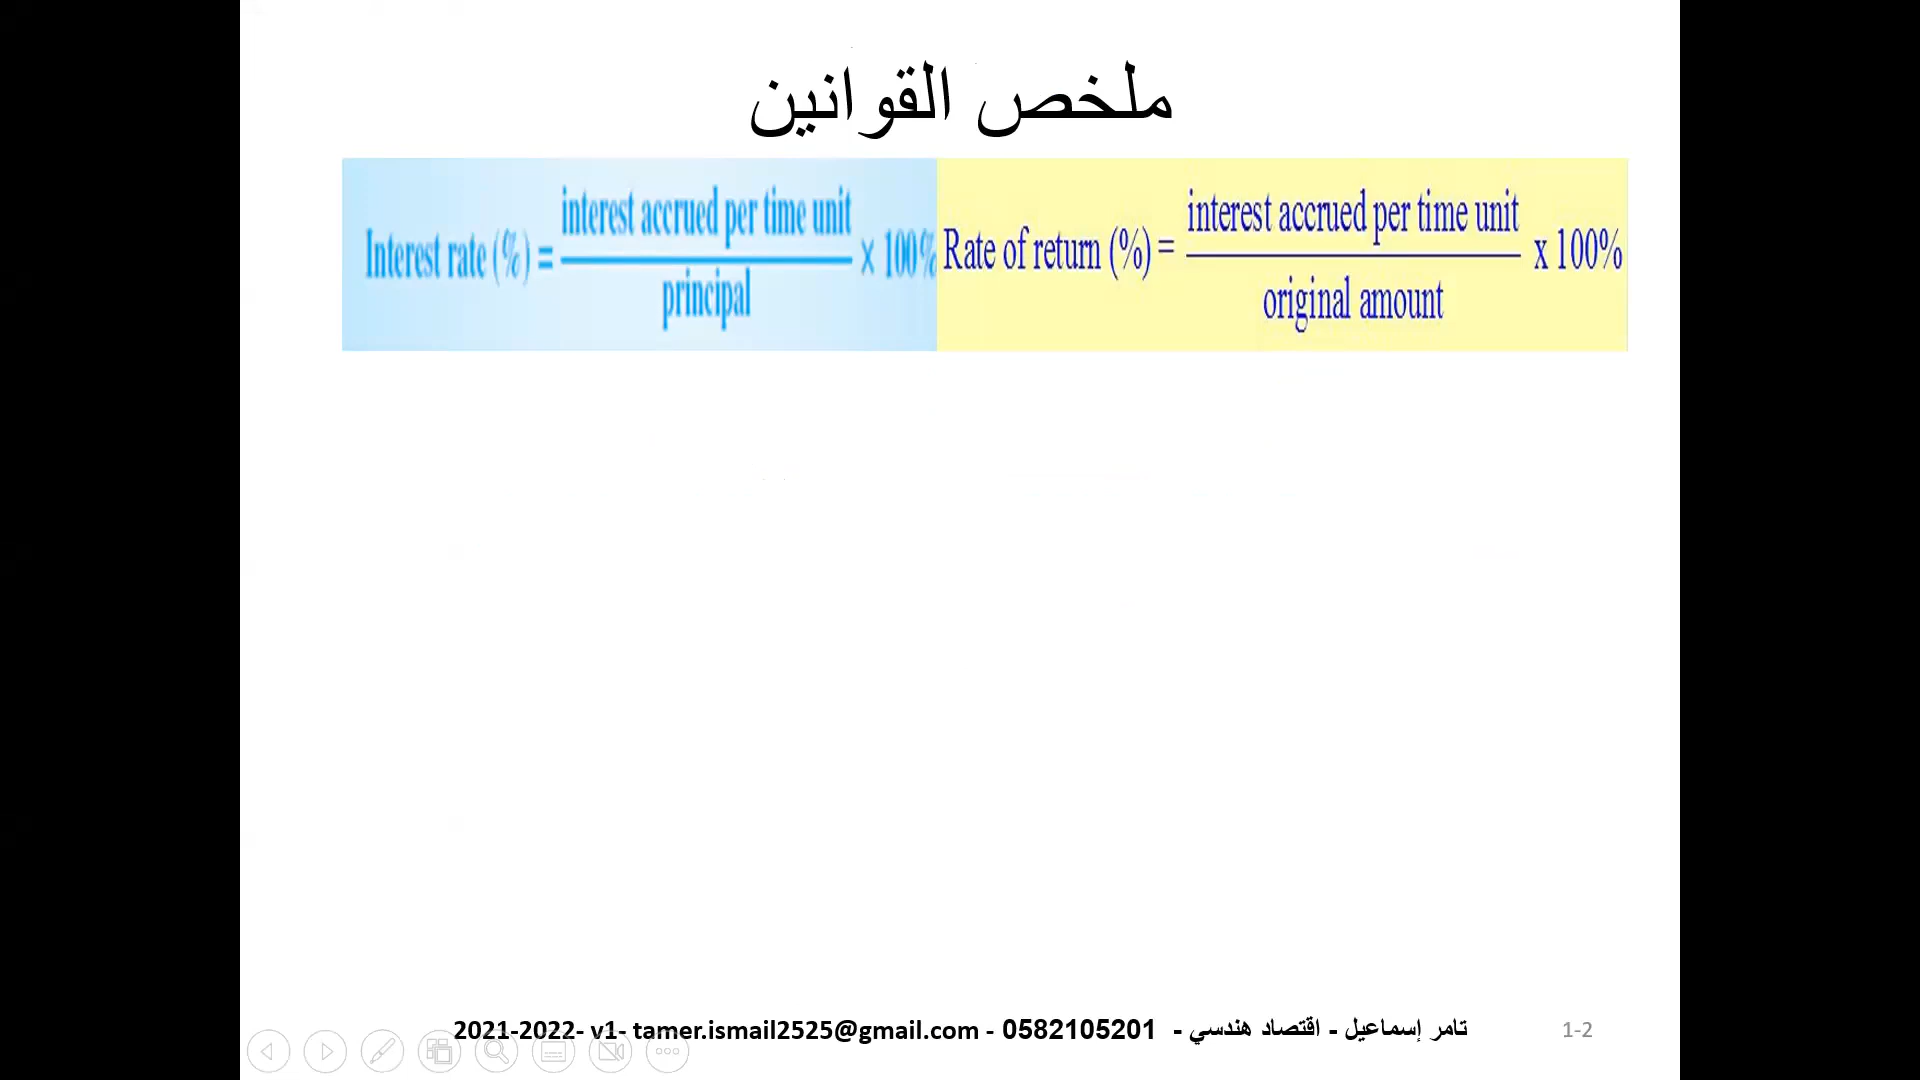 ملخص القوانين
Interest rate (%) = interest accrued per time unit / principal × 100%
Rate of return (%) = interest accrued per time unit / original amount x 100%
تامر إسماعيل - اقتصاد هندسي - 0582105201 - 2021-2022- v1- tamer.ismail2525@gmail.com
1-2